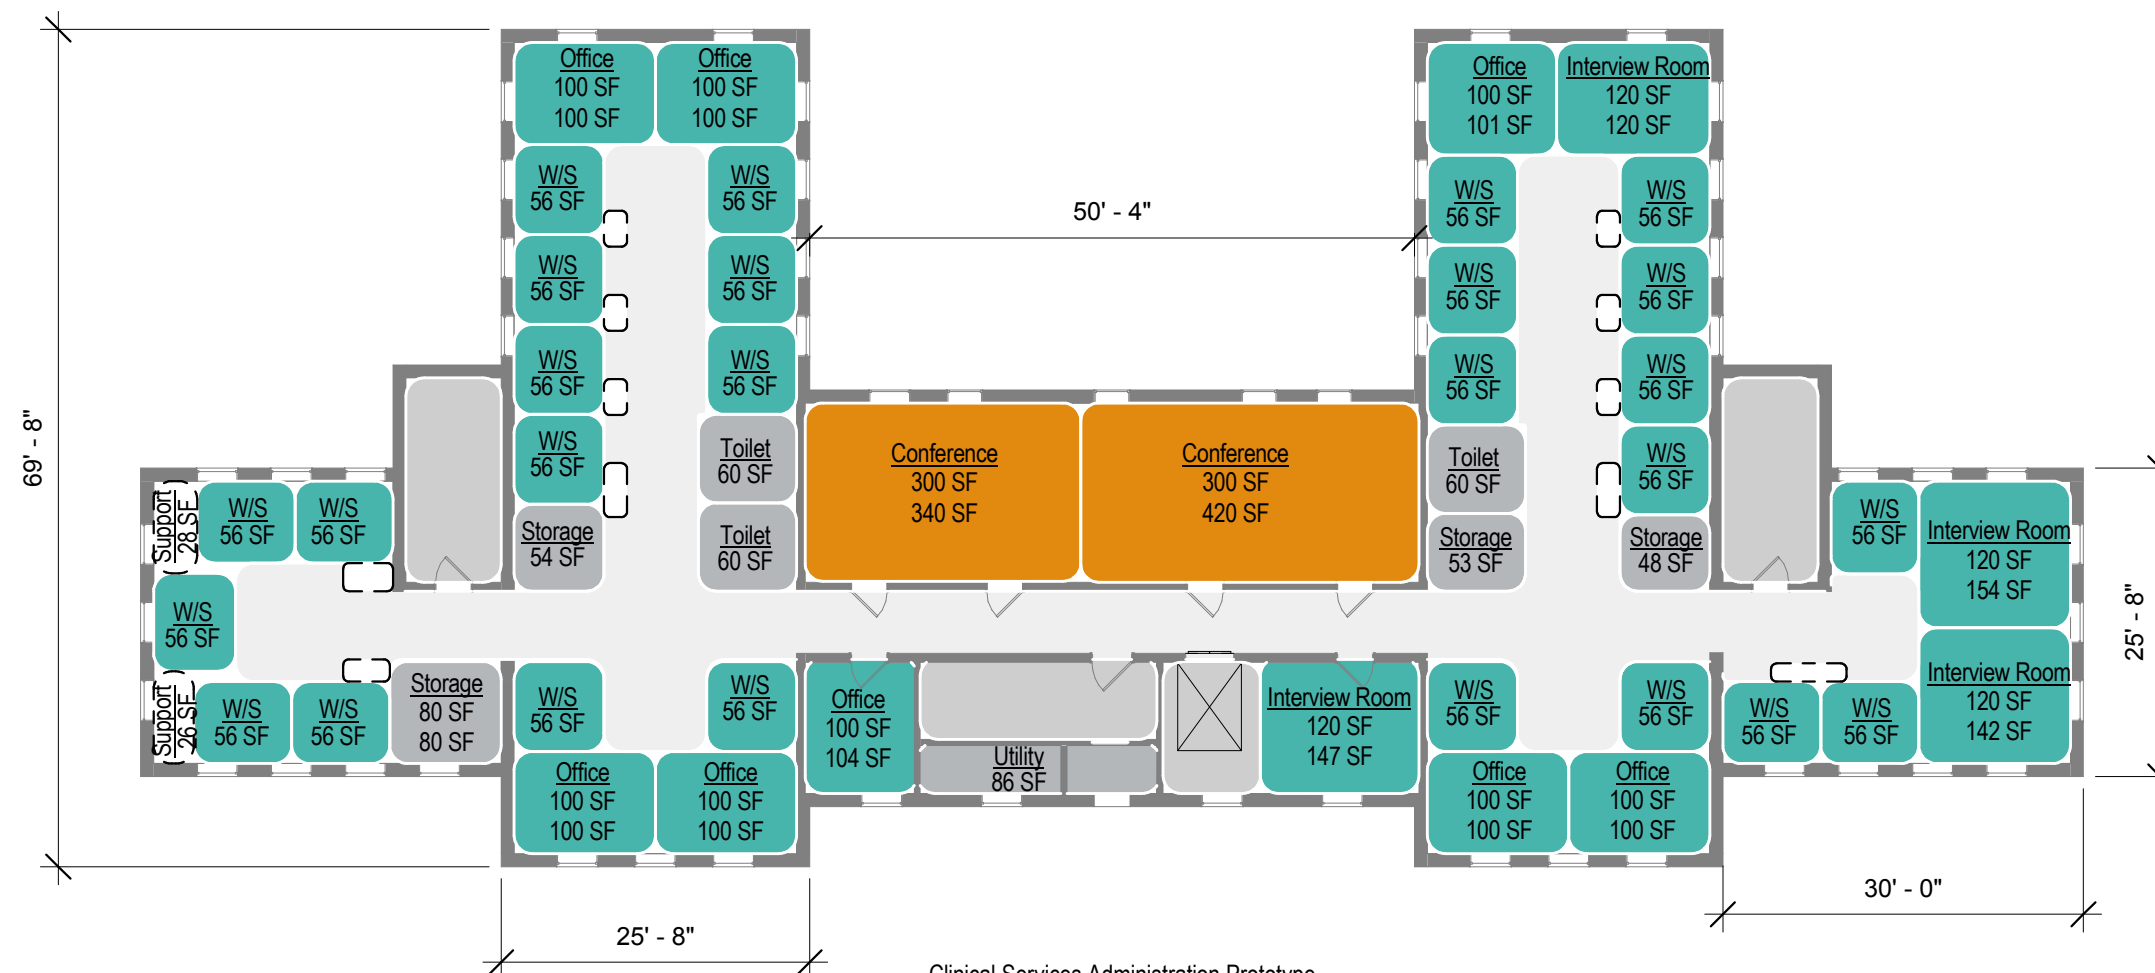 Office
100 SF
100 SF
Office
100 SF
100 SF
Office
100 SF
101 SF
Interview Room
120 SF
120 SF
W/S
56 SF
W/S
56 SF
W/S
56 SF
W/S
56 SF
50' - 4"
W/S
56 SF
W/S
56 SF
W/S
56 SF
W/S
56 SF
W/S
56 SF
W/S
56 SF
W/S
56 SF
W/S
56 SF
69' - 8"
W/S
56 SF
Toilet
60 SF
Conference
300 SF
340 SF
Conference
300 SF
420 SF
Toilet
60 SF
W/S
56 SF
Support
28 SF
W/S
56 SF
W/S
56 SF
Storage
54 SF
Toilet
60 SF
Storage
53 SF
Storage
48 SF
W/S
56 SF
Interview Room
120 SF
154 SF
W/S
56 SF
25' - 8"
Support
26 SF
W/S
56 SF
W/S
56 SF
Storage
80 SF
80 SF
W/S
56 SF
W/S
56 SF
Office
100 SF
104 SF
Utility
86 SF
Interview Room
120 SF
147 SF
W/S
56 SF
W/S
56 SF
W/S
56 SF
W/S
56 SF
Interview Room
120 SF
142 SF
Office
100 SF
100 SF
Office
100 SF
100 SF
Office
100 SF
100 SF
Office
100 SF
100 SF
30' - 0"
25' - 8"
Clinical Services Administration Prototype